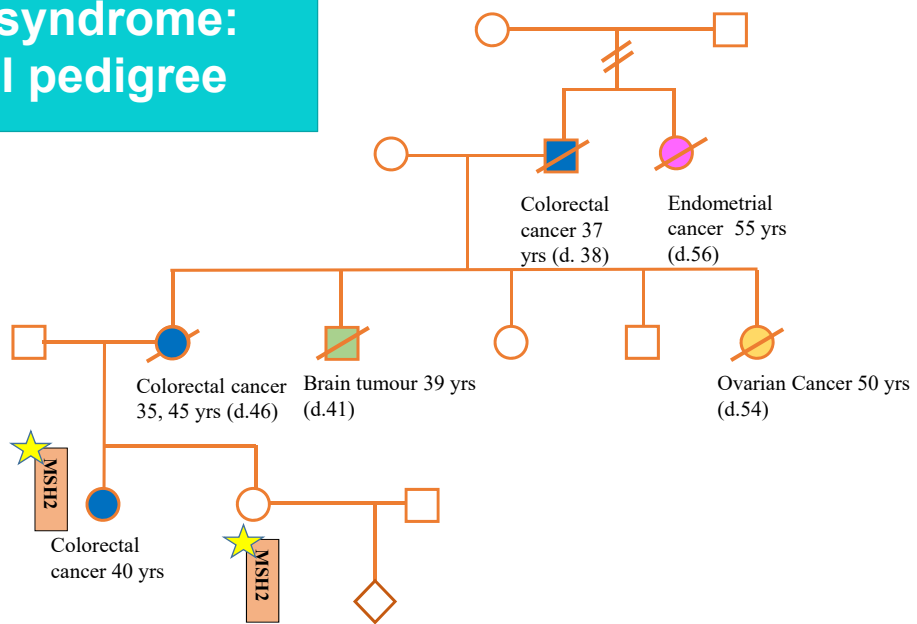 syndrome:
l pedigree
Colorectal
cancer 37
yrs (d. 38)
Endometrial
cancer 55 yrs
(d.56)
Colorectal cancer
35, 45 yrs (d.46)
Brain tumour 39 yrs
(d.41)
Ovarian Cancer 50 yrs
(d.54)
MSH2
Colorectal
cancer 40 yrs
MSH2